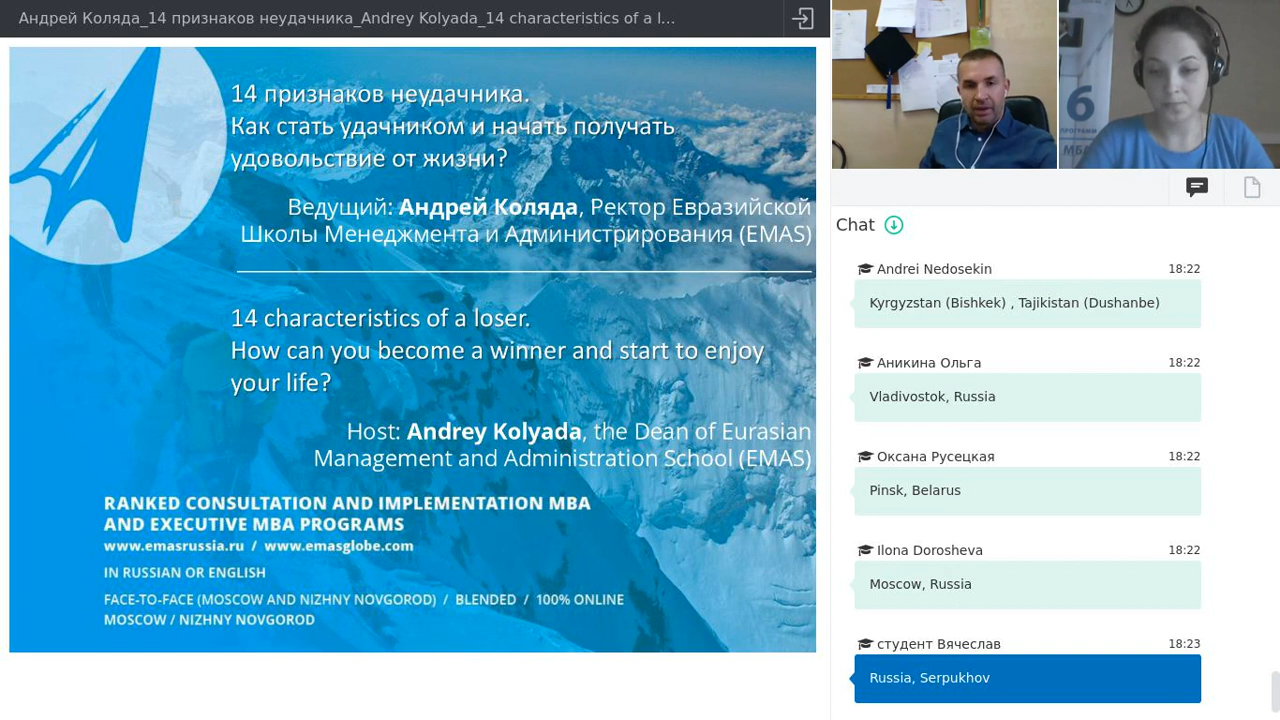 Андрей Коляда_14 признаков неудачника_Andrey Kolyada_14 characteristics of a l...
14 признаков неудачника.
Как стать удачником и начать получать
удовольствие от жизни?
Ведущий: Андрей Коляда, Ректор Евразийской
Школы Менеджмента и Администрирования (EMAS)
14 characteristics of a loser.
How can you become a winner and start to enjoy
your life?
Host: Andrey Kolyada, the Dean of Eurasian
Management and Administration School (EMAS)
RANKED CONSULTATION AND IMPLEMENTATION MBA
AND EXECUTIVE MBA PROGRAMS
www.emasrussia.ru / www.emasglobe.com
IN RUSSIAN OR ENGLISH
FACE-TO-FACE (MOSCOW AND NIZHNY NOVGOROD) / BLENDED / 100% ONLINE
MOSCOW / NIZHNY NOVGOROD
6
ПРОГРАММ
МБА
Chat
Andrei Nedosekin 18:22
Kyrgyzstan (Bishkek) , Tajikistan (Dushanbe)
Аникина Ольга 18:22
Vladivostok, Russia
Оксана Русецкая 18:22
Pinsk, Belarus
Ilona Dorosheva 18:22
Moscow, Russia
студент Вячеслав 18:23
Russia, Serpukhov